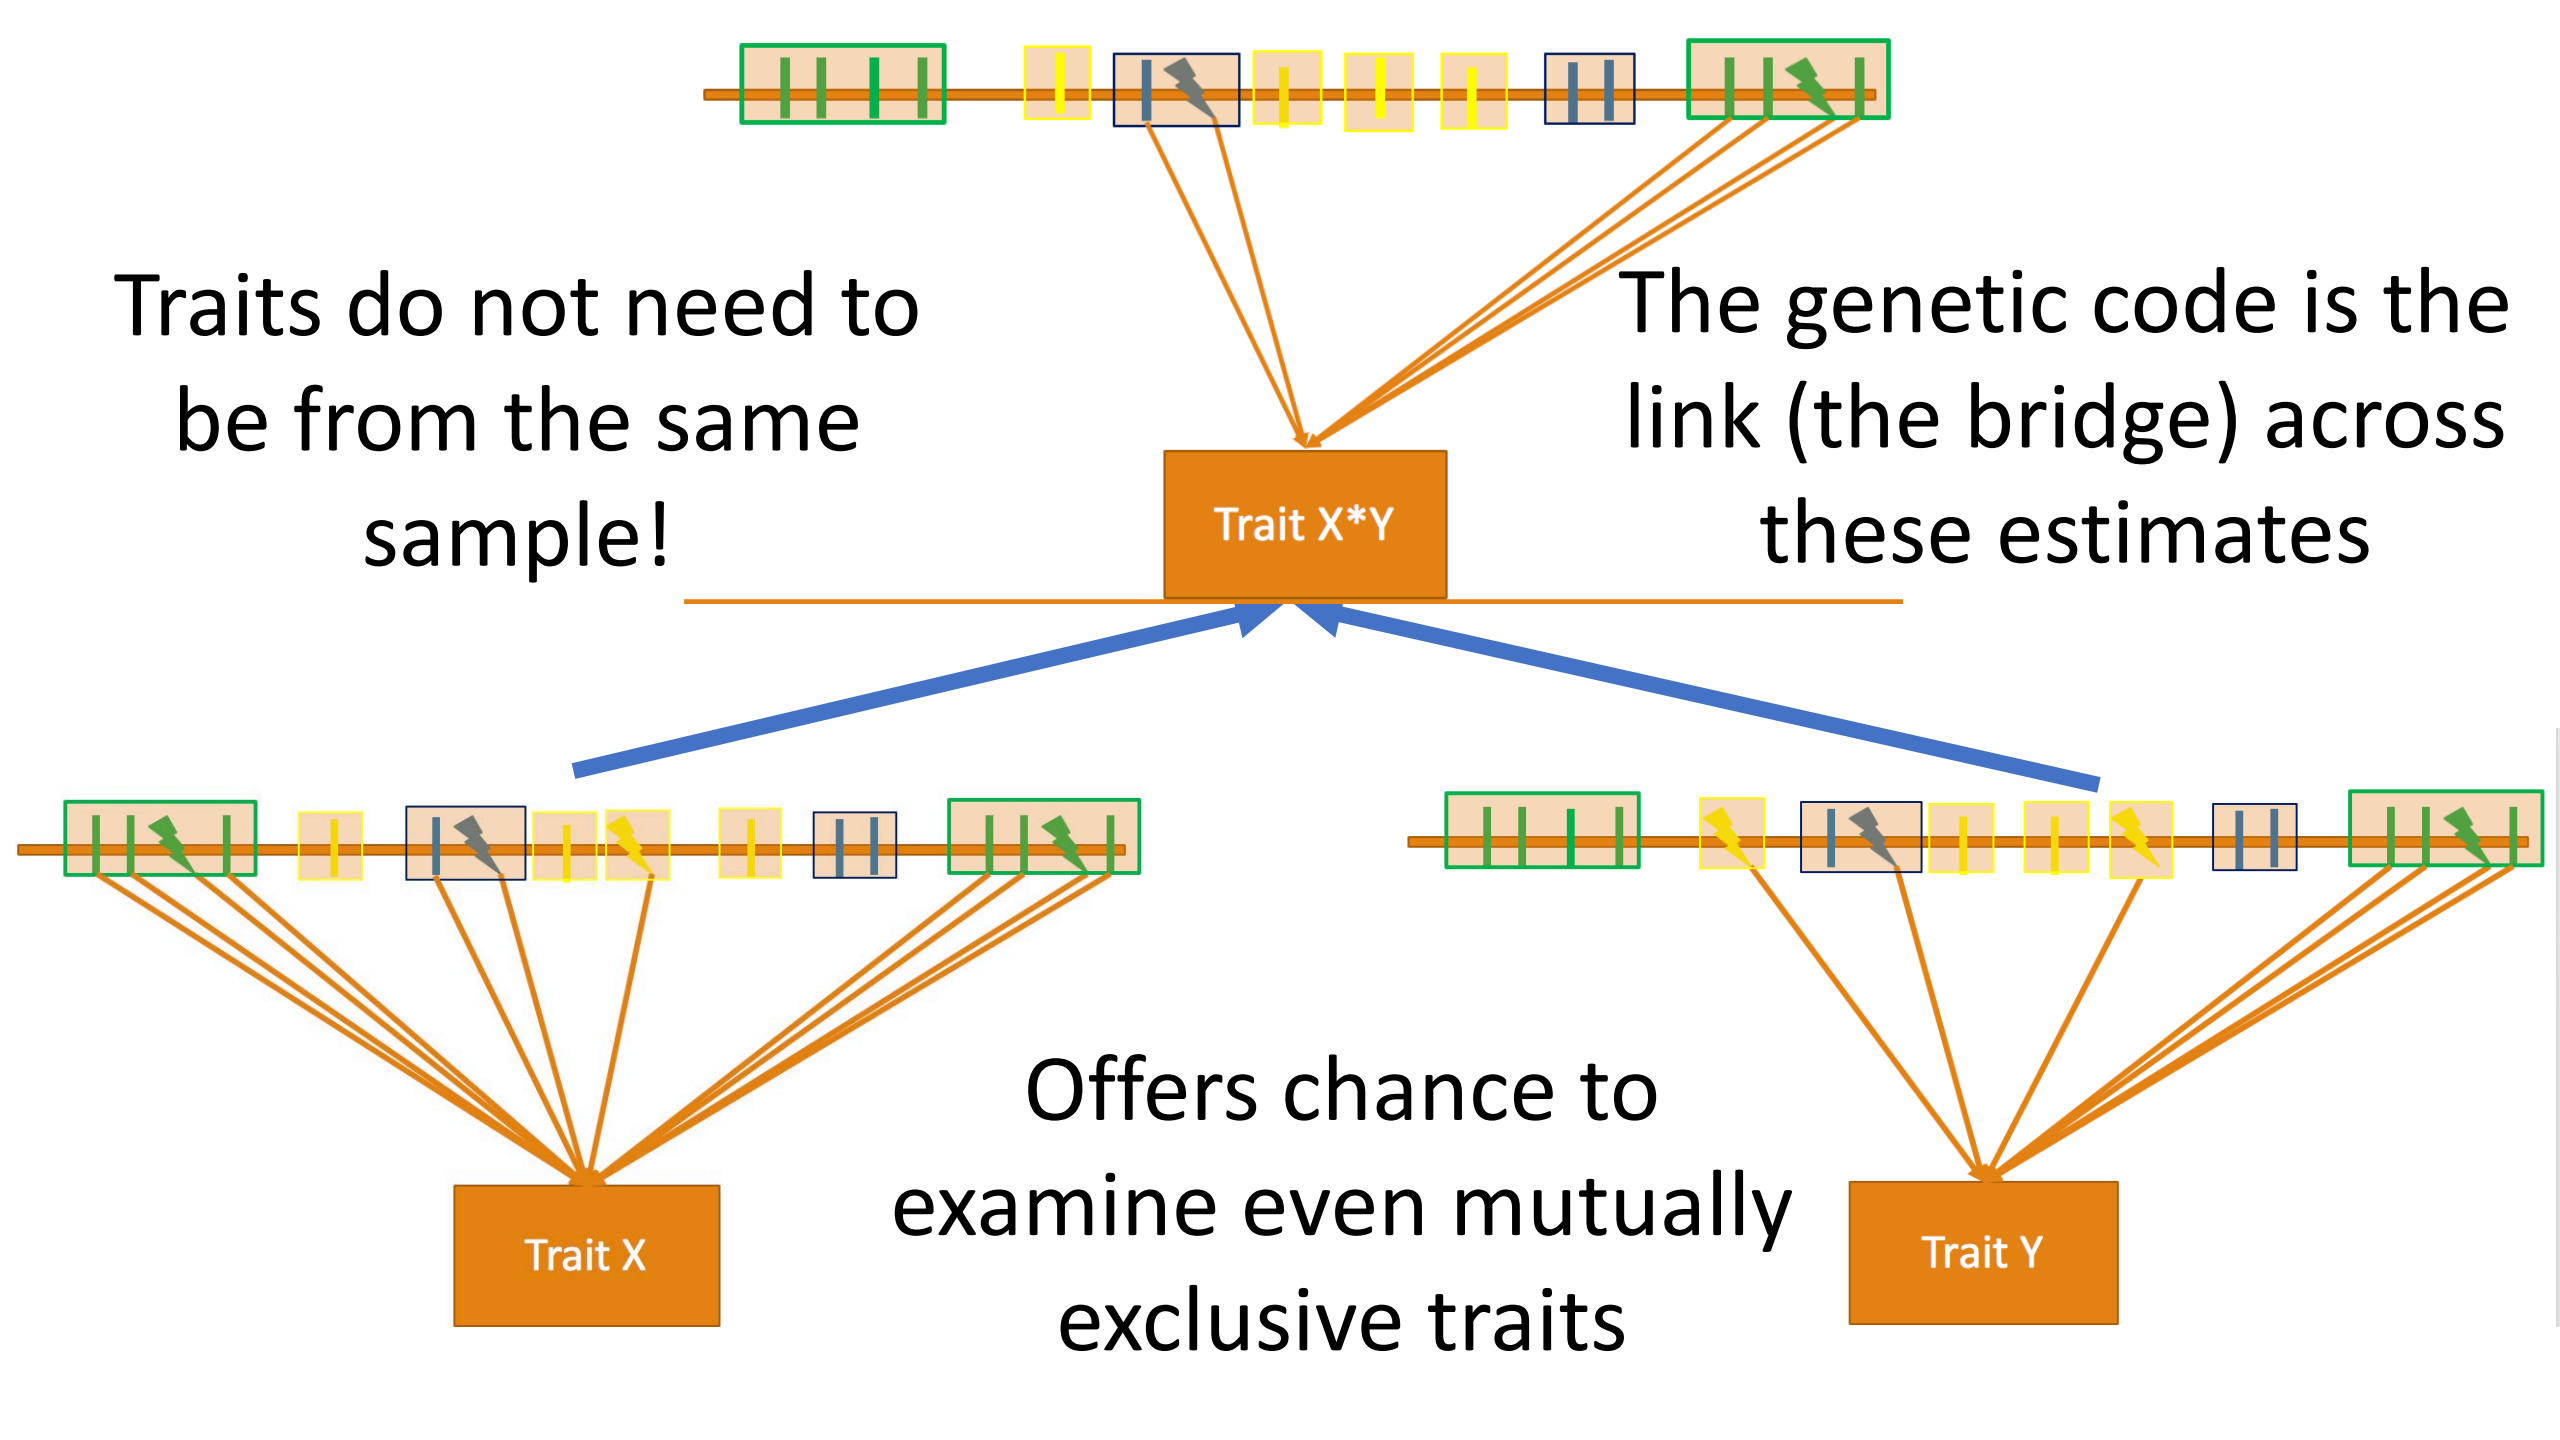 Traits do not need to
be from the same
sample!
The genetic code is the
link (the bridge) across
these estimates
Trait X*Y
Offers chance to
examine even mutually
exclusive traits
Trait X
Trait Y